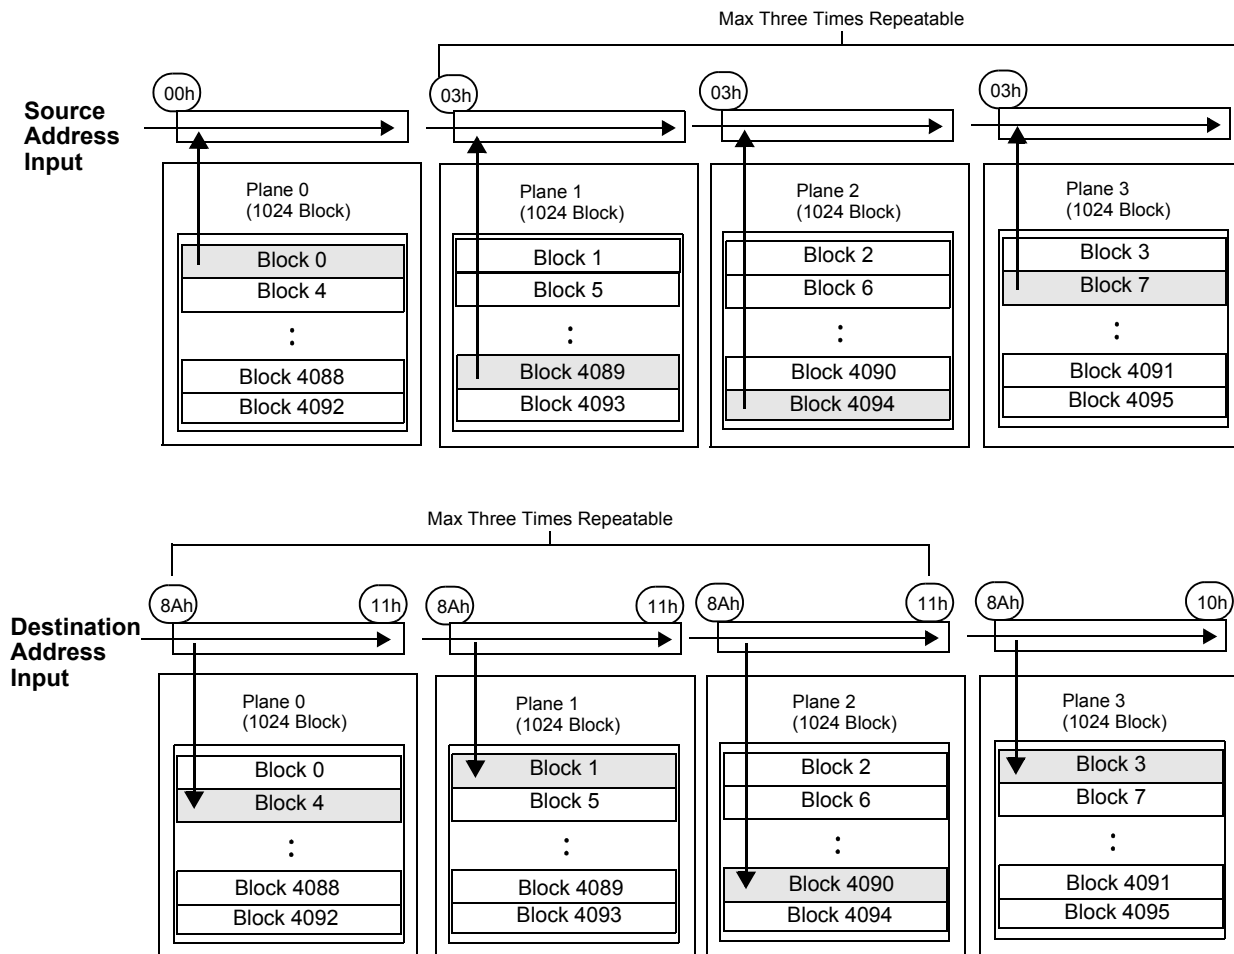 Max Three Times Repeatable
00h
03h
03h
03h
Source
Address
Input
Plane 0
(1024 Block)
Block 0
Block 4
:
Block 4088
Block 4092
Plane 1
(1024 Block)
Block 1
Block 5
:
Block 4089
Block 4093
Plane 2
(1024 Block)
Block 2
Block 6
:
Block 4090
Block 4094
Plane 3
(1024 Block)
Block 3
Block 7
:
Block 4091
Block 4095
Max Three Times Repeatable
8Ah
11h
8Ah
11h
8Ah
11h
8Ah
10h
Destination
Address
Input
Plane 0
(1024 Block)
Block 0
Block 4
:
Block 4088
Block 4092
Plane 1
(1024 Block)
Block 1
Block 5
:
Block 4089
Block 4093
Plane 2
(1024 Block)
Block 2
Block 6
:
Block 4090
Block 4094
Plane 3
(1024 Block)
Block 3
Block 7
:
Block 4091
Block 4095